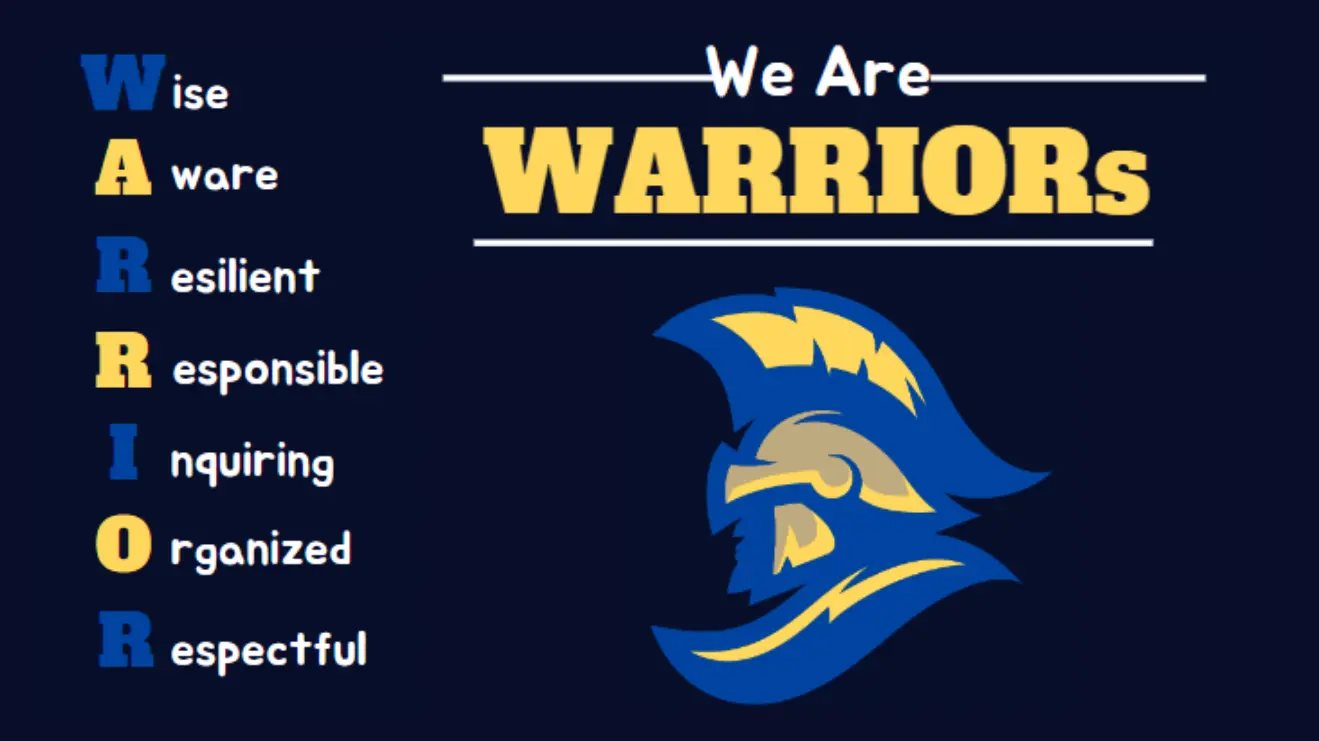 Wise
Aware
Resilient
Responsible
Inquiring
Organized
Respectful
We Are
WARRIORs